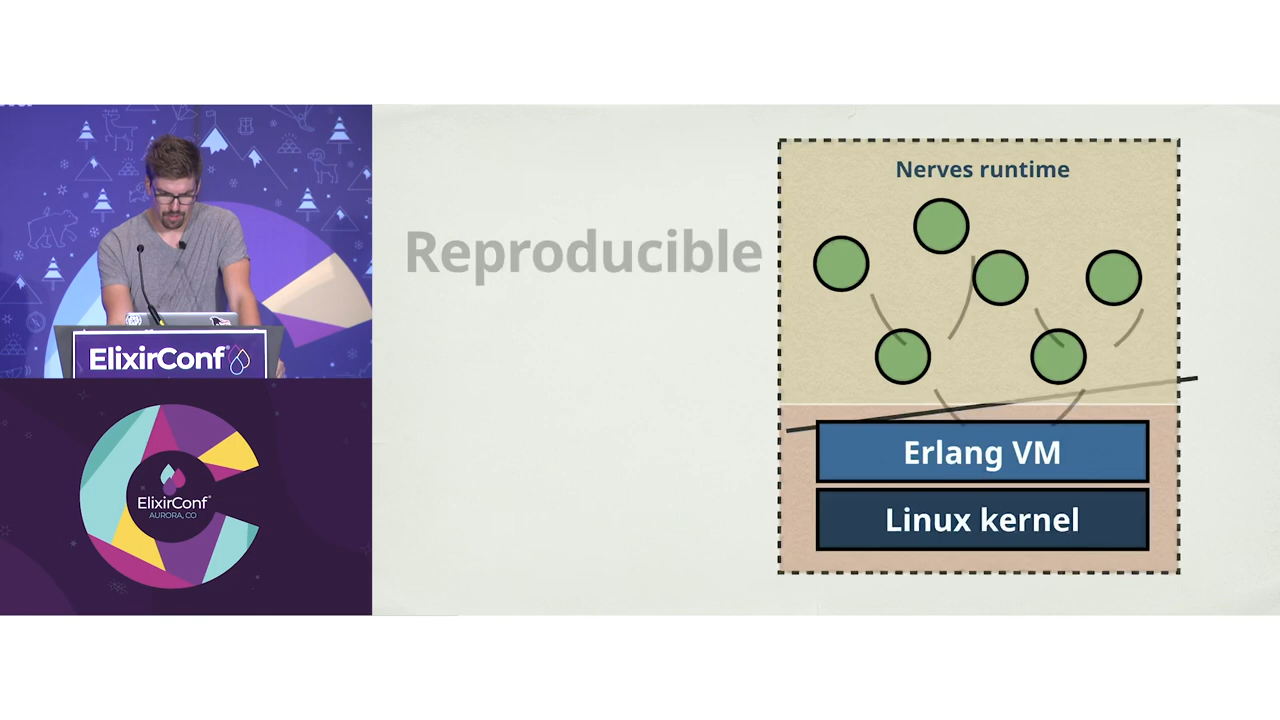 ElixirConf
ElixirConf
AURORA, CO
Reproducible
Nerves runtime
Erlang VM
Linux kernel